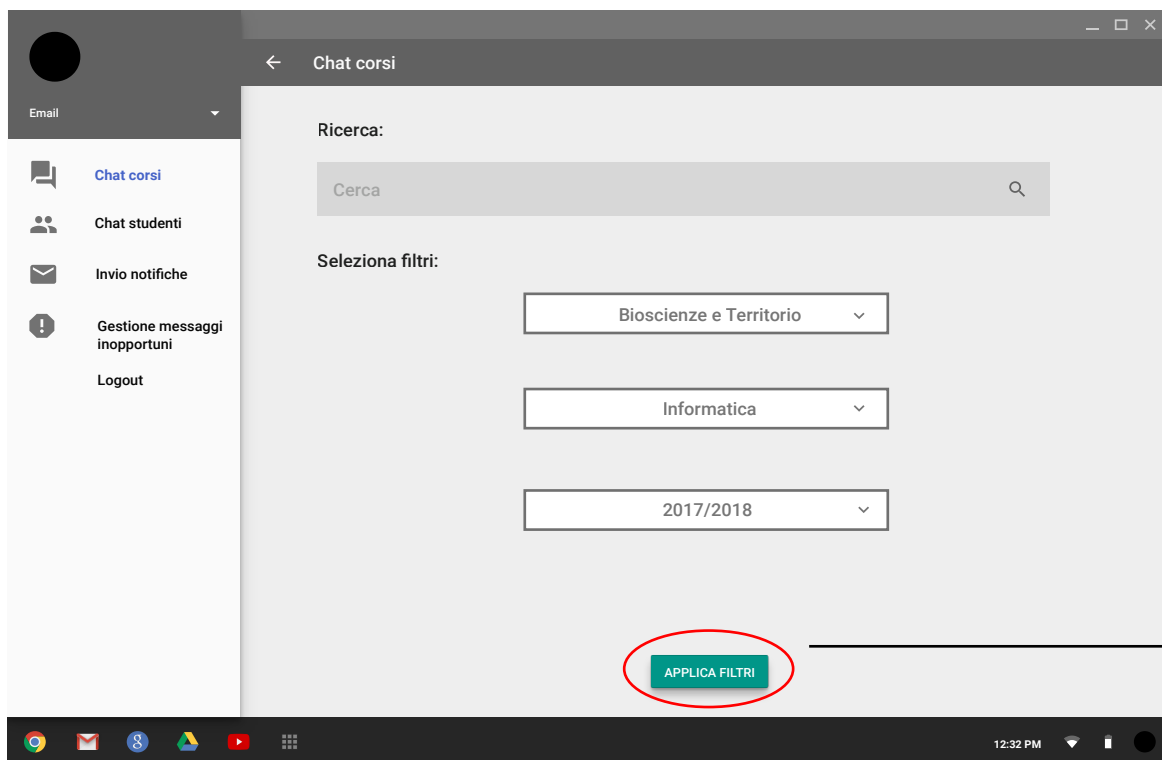 Chat corsi
Email
Chat corsi
Chat studenti
Invio notifiche
Gestione messaggi
inopportuni
Logout
Ricerca:
Cerca
Seleziona filtri:
Bioscienze e Territorio
Informatica
2017/2018
APPLICA FILTRI
8
12:32 PM